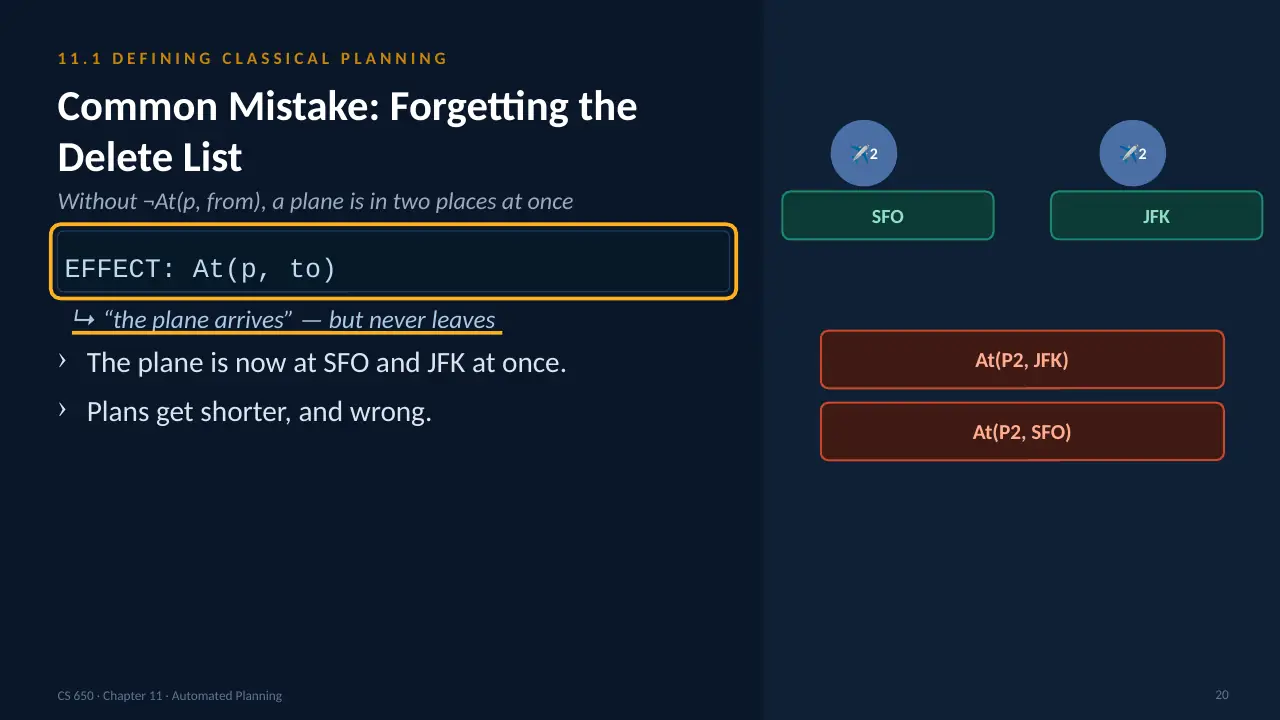 11.1 DEFINING CLASSICAL PLANNING
Common Mistake: Forgetting the
Delete List
Without ¬At(p, from), a plane is in two places at once
EFFECT: At(p, to)
↪ “the plane arrives” — but never leaves
› The plane is now at SFO and JFK at once.
› Plans get shorter, and wrong.
✈️2
✈️2
SFO
JFK
At(P2, JFK)
At(P2, SFO)
CS 650 · Chapter 11 · Automated Planning
20